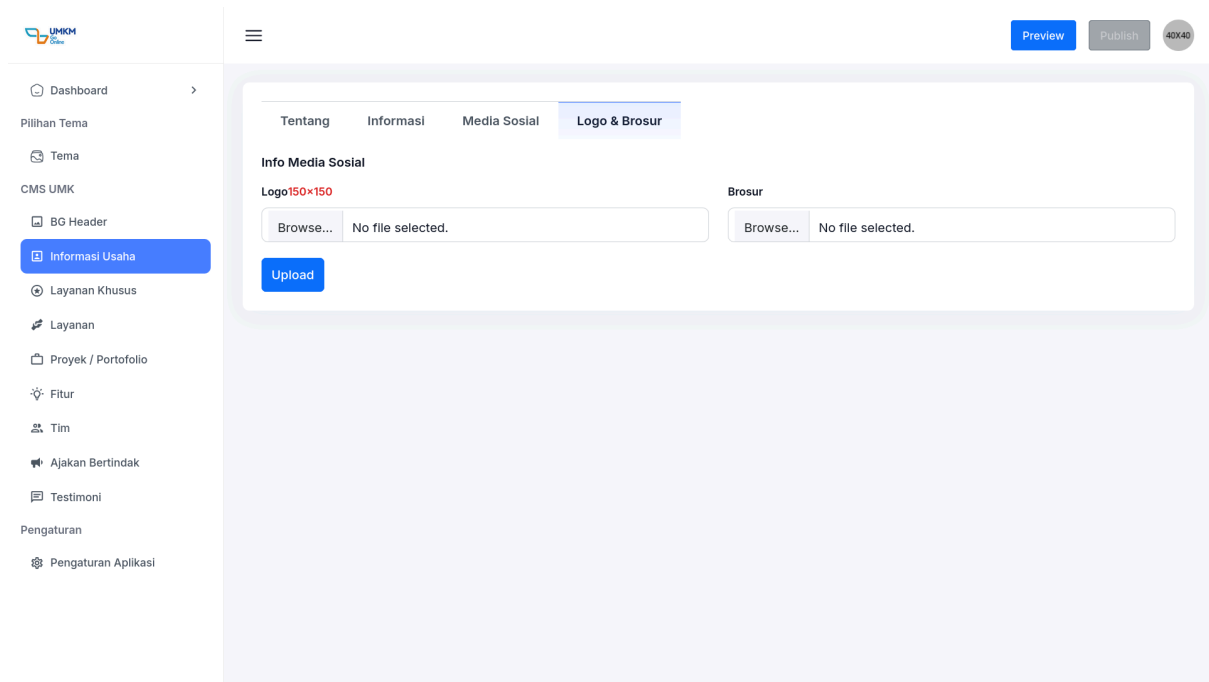 UMKM
Go
Online
Preview
Publish
40X40
Dashboard
Pilihan Tema
Tema
CMS UMK
BG Header
Informasi Usaha
Layanan Khusus
Layanan
Proyek / Portofolio
Fitur
Tim
Ajakan Bertindak
Testimoni
Pengaturan
Pengaturan Aplikasi
Tentang
Informasi
Media Sosial
Logo & Brosur
Info Media Sosial
Logo150×150
Browse... No file selected.
Brosur
Browse... No file selected.
Upload